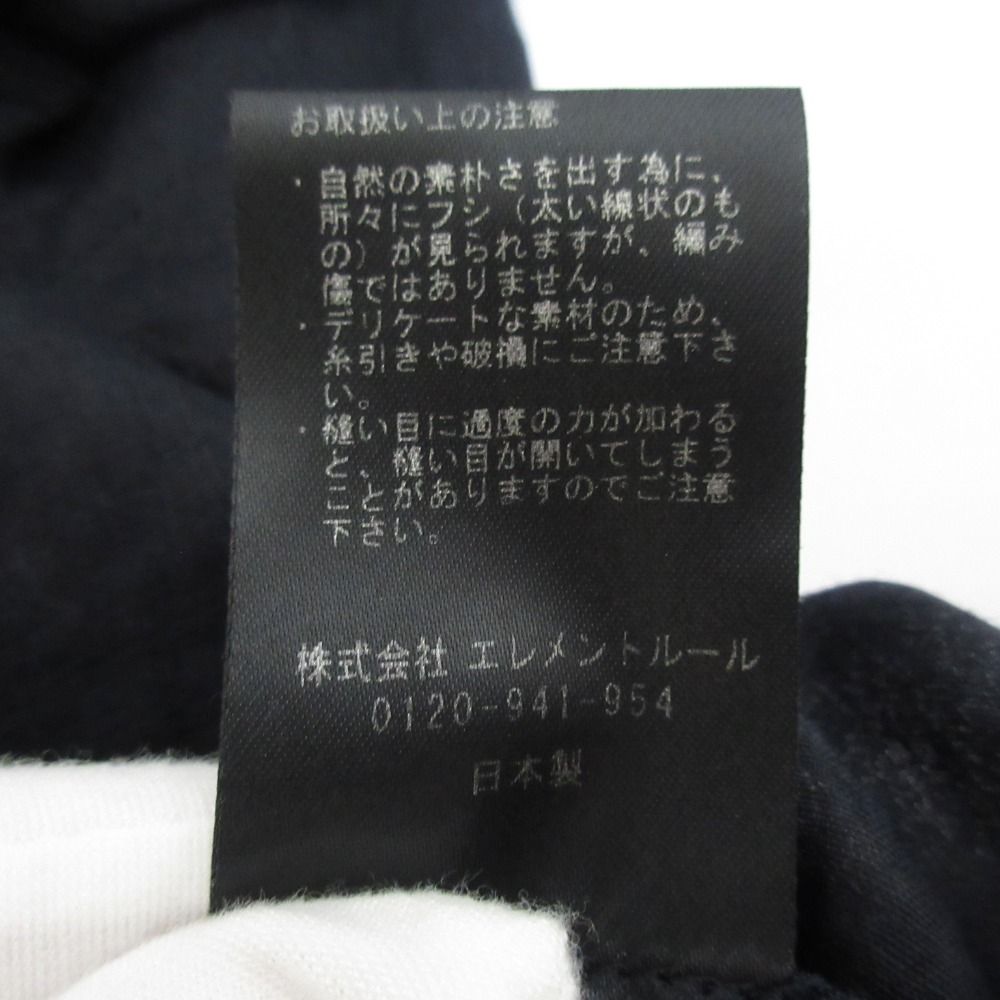 お取扱い上の注意
・自然の素朴さを出す為に、
所々にフシ（太い線状のも
の）が見られますが、編み
傷ではありません。
・デリケートな素材のため、
糸引きや破損にご注意下さ
い。
・縫い目に過度の力が加わる
と、縫い目が開いてしまう
ことがありますのでご注意
下さい。
株式会社 エレメントルール
0120-941-954
日本製